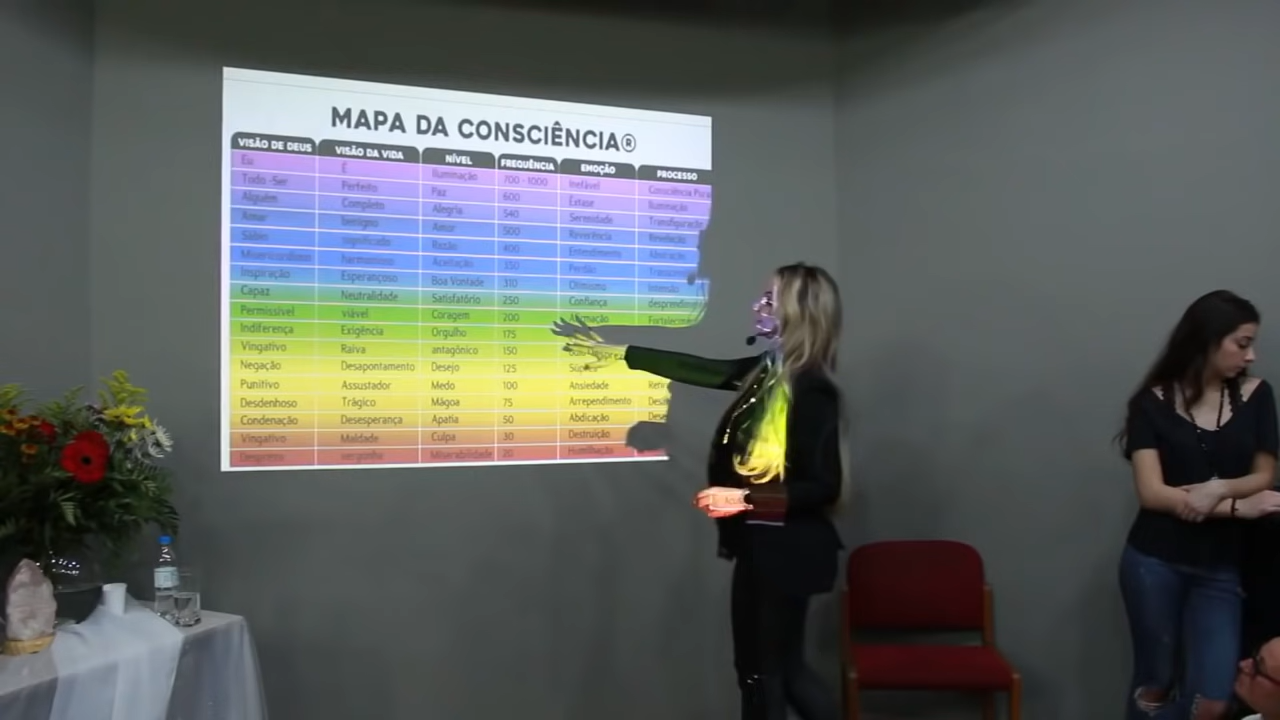 MAPA DA CONSCIÊNCIA®
VISÃO DE DEUS VISÃO DA VIDA NÍVEL FREQUÊNCIA EMOÇÃO PROCESSO
Eu É Iluminação 700 - 1000 Inefável Consciência
Todo -Ser Perfeito Paz 600 Êxtase Iluminação
Alguém Completo Alegria 540 Serenidade
Amar benigno Amor 500 Reverência Revelação
Sábio significado Razão 400 Entendimento
Misericordioso harmonioso Aceitação 350 Perdão
Inspiração Esperançoso Boa Vontade 310 Otimismo Intensão
Capaz Neutralidade Satisfatório 250 Confiança
Permissível viável Coragem 200
Indiferença Exigência Orgulho 175
Vingativo Raiva antagônico 150
Negação Desapontamento Desejo 125
Punitivo Assustador Medo 100 Ansiedade
Desdenhoso Trágico Mágoa 75 Arrependimento
Condenação Desesperança Apatia 50 Abdicação
Vingativo Maldade Culpa 30 Destruição
Desprezo vergonha Miserabilidade 20 Humilhação